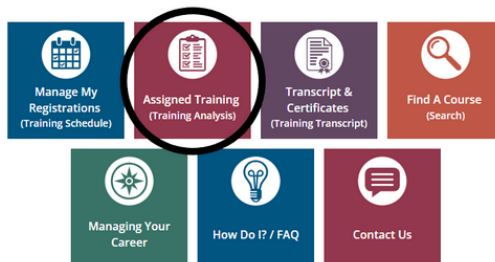 Manage My
Registrations
(Training Schedule)
Assigned Training
(Training Analysis)
Transcript &
Certificates
(Training Transcript)
Find A Course
(Search)
Managing Your
Career
How Do I? / FAQ
Contact Us